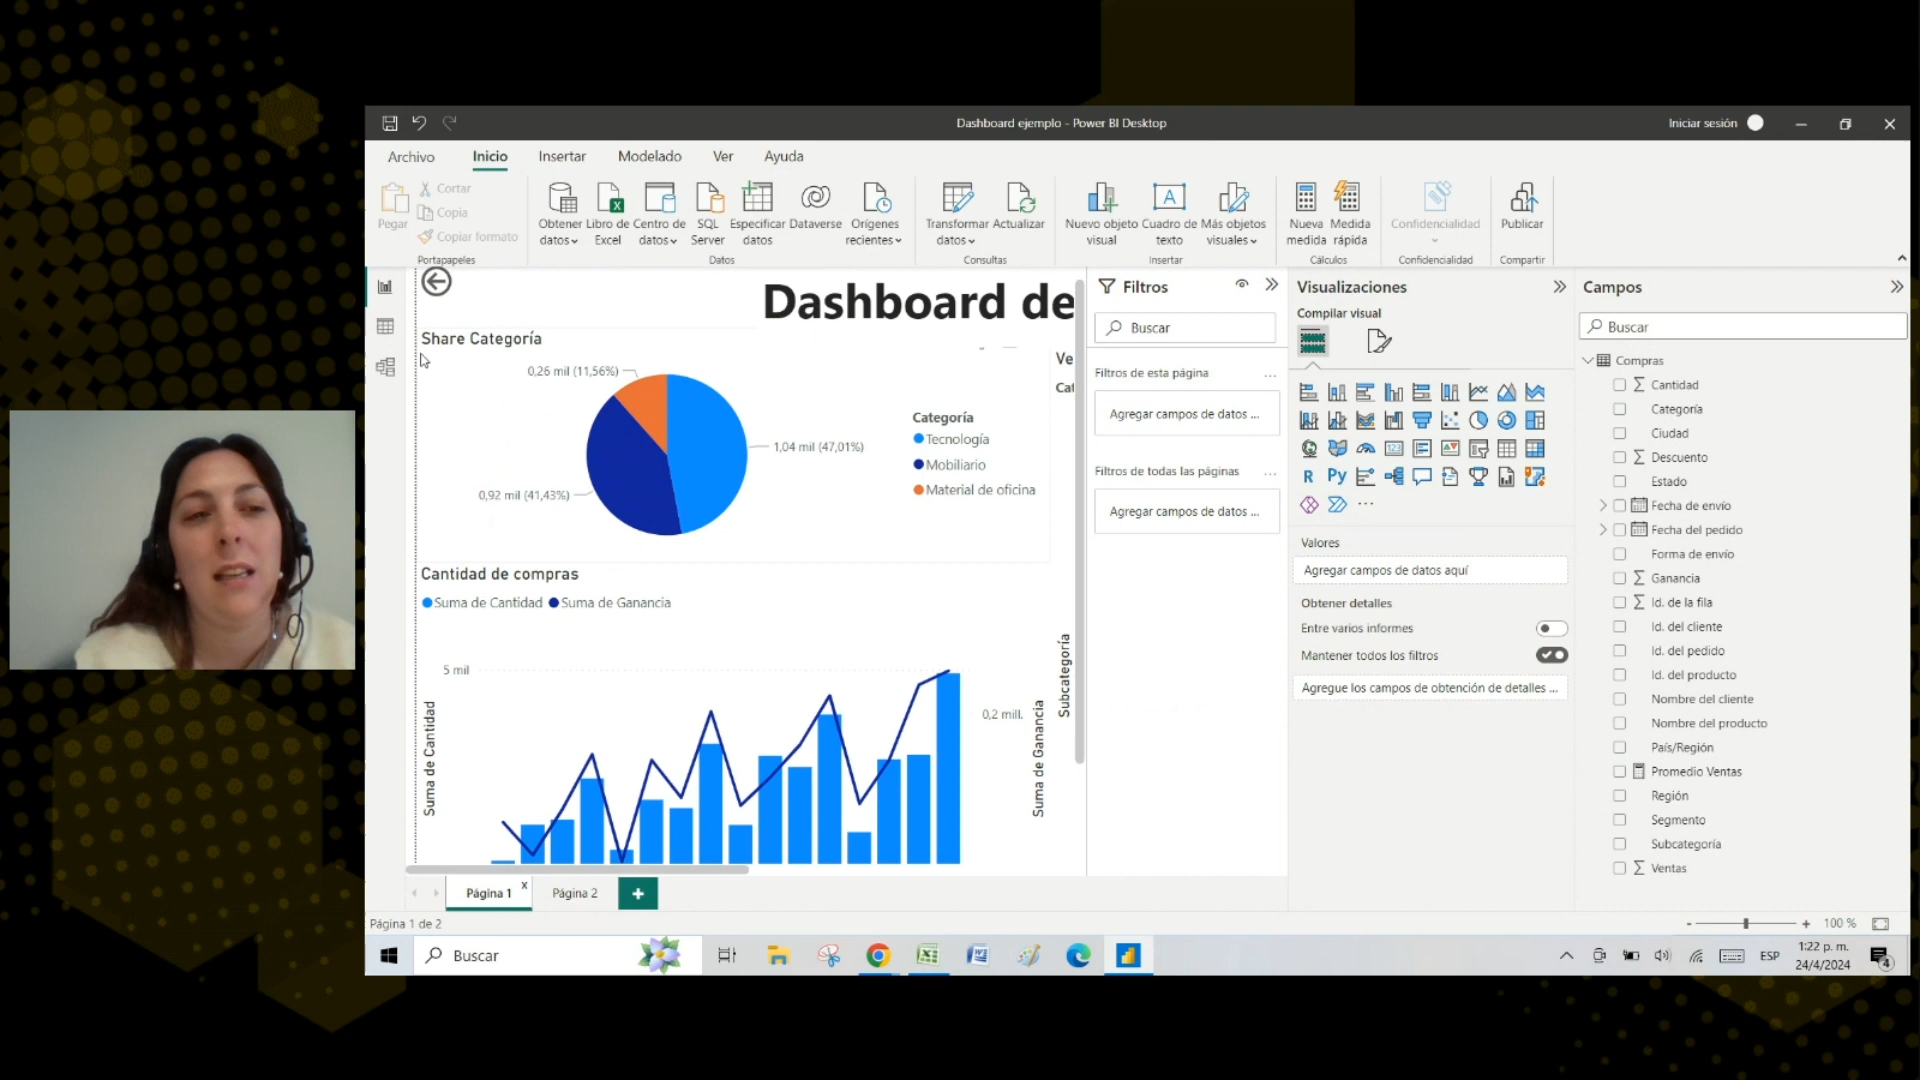 Dashboard ejemplo - Power BI Desktop
Iniciar sesión
Archivo
Inicio
Insertar
Modelado
Ver
Ayuda
Pegar
Cortar
Copia
Copiar formato
Portapapeles
Obtener datos
Libro de Excel
Centro de datos
SQL Server
Especificar datos
Dataverse
Orígenes recientes
Datos
Transformar datos
Actualizar
Consultas
Nuevo objeto visual
Cuadro de texto
Más objetos visuales
Insertar
Nueva medida
Medida rápida
Cálculos
Confidencialidad
Confidencialidad
Publicar
Compartir
Dashboard de
Share Categoría
0,26 mil (11,56%)
1,04 mil (47,01%)
0,92 mil (41,43%)
Categoría
Tecnología
Mobiliario
Material de oficina
Ve
Cat
Cantidad de compras
Suma de Cantidad
Suma de Ganancia
5 mil
0,2 mill.
Suma de Cantidad
Suma de Ganancia
Subcategoría
Filtros
Buscar
Filtros de esta página
...
Agregar campos de datos ...
Filtros de todas las páginas
...
Agregar campos de datos ...
Visualizaciones
Compilar visual
123
R
Py
...
Valores
Agregar campos de datos aquí
Obtener detalles
Entre varios informes
Mantener todos los filtros
Agregue los campos de obtención de detalles ...
Campos
Buscar
Compras
Cantidad
Categoría
Ciudad
Descuento
Estado
Fecha de envío
Fecha del pedido
Forma de envío
Ganancia
Id. de la fila
Id. del cliente
Id. del pedido
Id. del producto
Nombre del cliente
Nombre del producto
País/Región
Promedio Ventas
Región
Segmento
Subcategoría
Ventas
Página 1
x
Página 2
+
Página 1 de 2
- + 100 %
Buscar
ESP
1:22 p. m.
24/4/2024
4